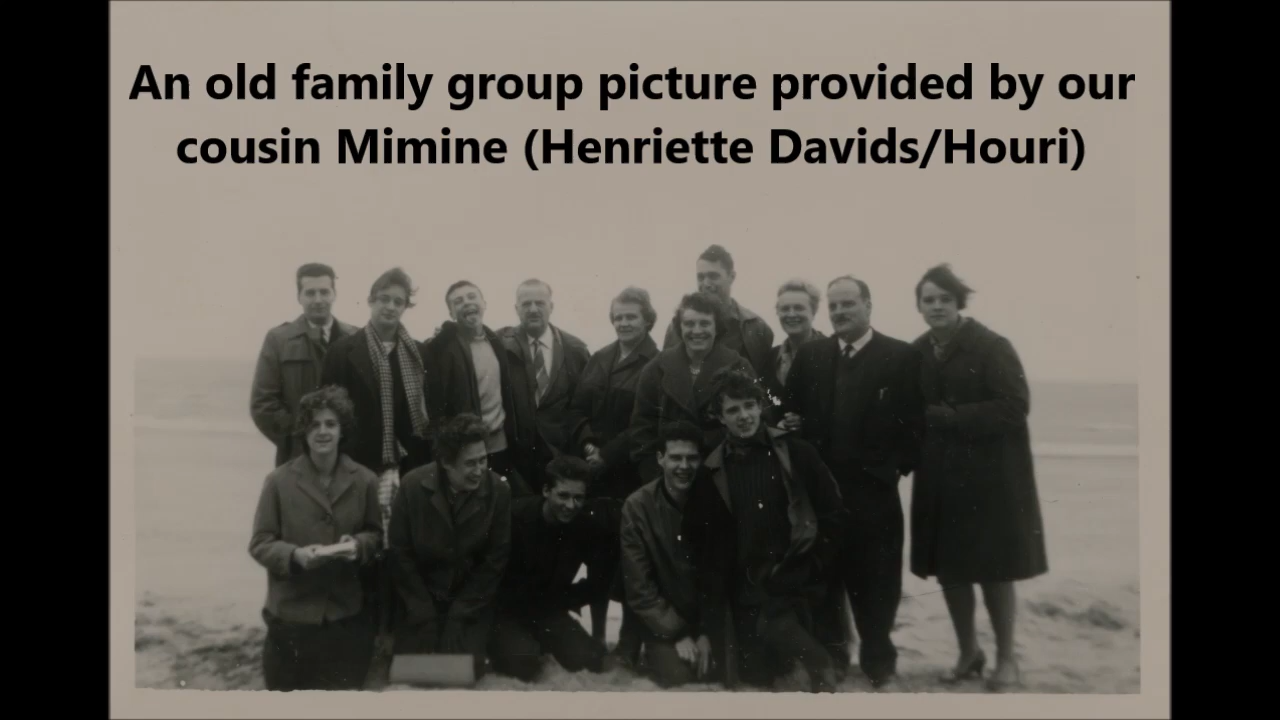 An old family group picture provided by our
cousin Mimine (Henriette Davids/Houri)